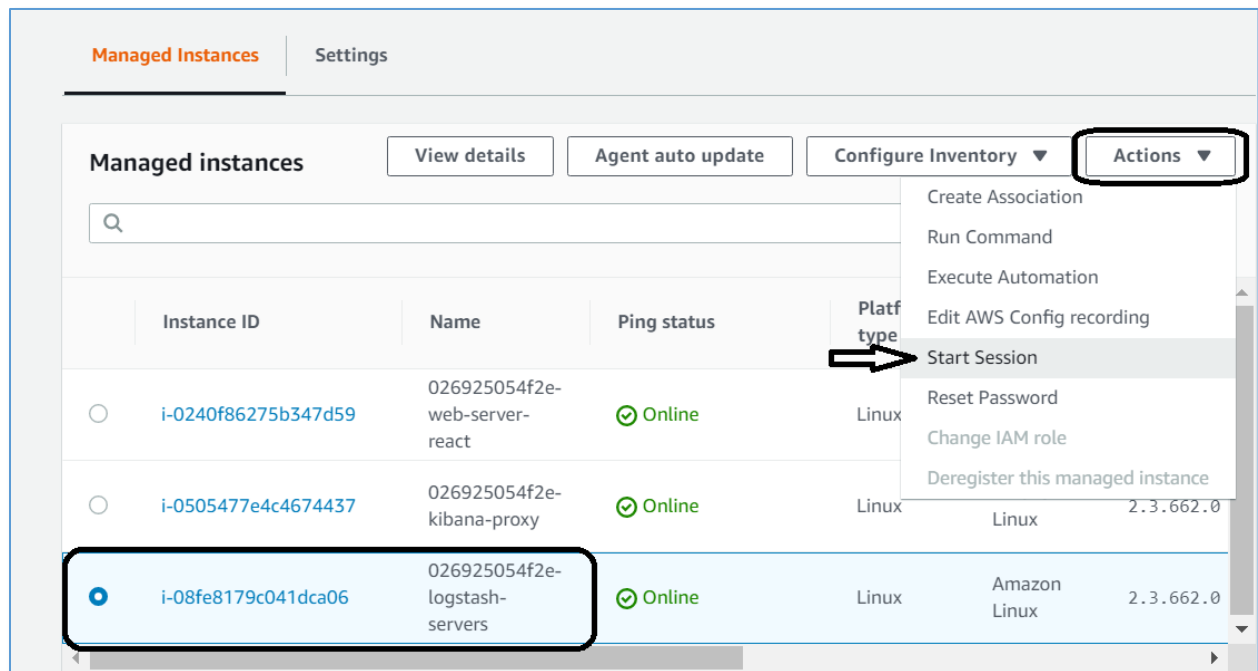 Managed Instances
Settings
Managed instances
View details
Agent auto update
Configure Inventory
Actions
Create Association
Run Command
Execute Automation
Edit AWS Config recording
Start Session
Reset Password
Change IAM role
Deregister this managed instance
Instance ID
Name
Ping status
Platf
type
i-0240f86275b347d59
026925054f2e-
web-server-
react
Online
Linux
i-0505477e4c4674437
026925054f2e-
kibana-proxy
Online
Linux
Linux
2.3.662.0
i-08fe8179c041dca06
026925054f2e-
logstash-
servers
Online
Linux
Amazon
Linux
2.3.662.0